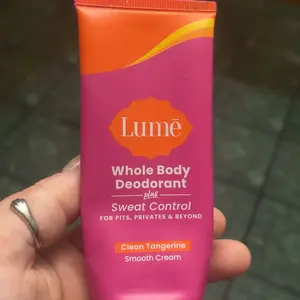 Lumē
Whole Body
Deodorant
plus
Sweat Control
FOR PITS, PRIVATES & BEYOND
Clean Tangerine
Smooth Cream